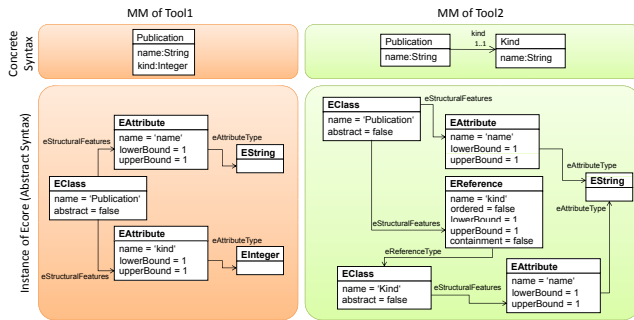 MM of Tool1
MM of Tool2
Concrete
Syntax
Publication
name:String
kind:Integer
Publication
name:String
kind
1..1
Kind
name:String
Instance of Ecore (Abstract Syntax)
EClass
name = 'Publication'
abstract = false
eStructuralFeatures
EAttribute
name = 'name'
lowerBound = 1
upperBound = 1
eAttributeType
EString
eStructuralFeatures
EAttribute
name = 'kind'
lowerBound = 1
upperBound = 1
eAttributeType
EInteger
EClass
name = 'Publication'
abstract = false
eStructuralFeatures
EAttribute
name = 'name'
lowerBound = 1
upperBound = 1
eAttributeType
EString
eAttributeType
eStructuralFeatures
EReference
name = 'kind'
ordered = false
lowerBound = 1
upperBound = 1
containment = false
eReferenceType
EClass
name = 'Kind'
abstract = false
eStructuralFeatures
EAttribute
name = 'name'
lowerBound = 1
upperBound = 1